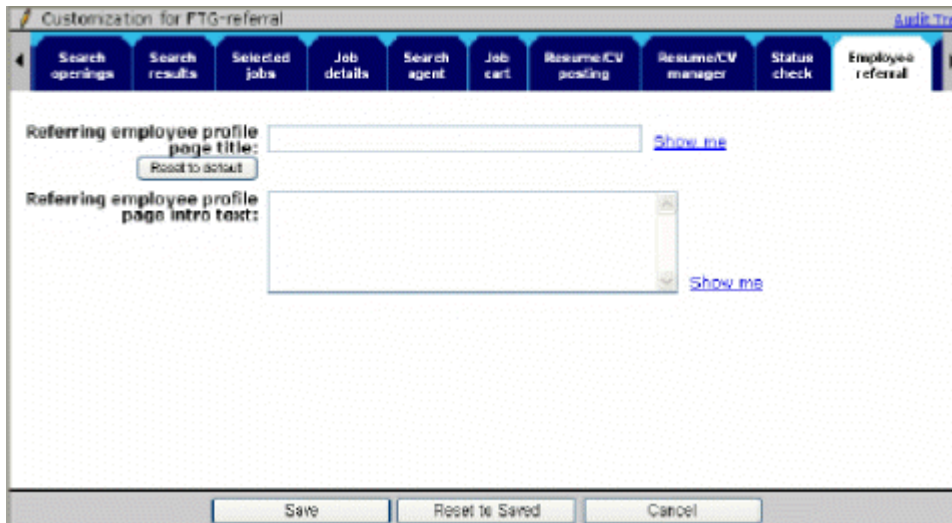 Customization for FTG-referral
Audit Tra
Search openings
Search results
Selected jobs
Job details
Search agent
Job cart
Resume/CV posting
Resume/CV manager
Status check
Employee referral
Referring employee profile
page title:
Show me
Reset to default
Referring employee profile
page intro text:
Show me
Save
Reset to Saved
Cancel